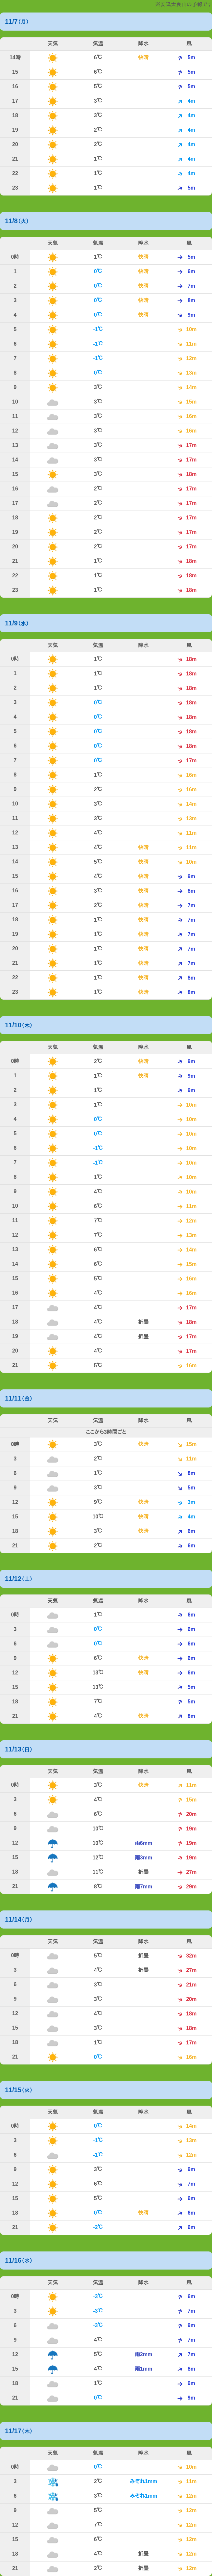 11/7(月)
天気 気温 降水 風
14時 6℃ 快晴 5m
15 6℃ 5m
16 5℃ 5m
17 3℃ 4m
18 3℃ 4m
19 2℃ 4m
20 2℃ 4m
21 1℃ 4m
22 1℃ 4m
23 1℃ 5m
11/8(火)
天気 気温 降水 風
0時 1℃ 快晴 5m
1 0℃ 快晴 6m
2 0℃ 快晴 7m
3 0℃ 快晴 8m
4 0℃ 快晴 9m
5 -1℃ 10m
6 -1℃ 11m
7 -1℃ 12m
8 0℃ 13m
9 3℃ 14m
10 3℃ 15m
11 3℃ 16m
12 3℃ 16m
13 3℃ 17m
14 3℃ 17m
15 3℃ 18m
16 2℃ 17m
17 2℃ 17m
18 2℃ 17m
19 2℃ 17m
20 2℃ 17m
21 1℃ 18m
22 1℃ 18m
23 1℃ 18m
11/9(水)
天気 気温 降水 風
0時 1℃ 18m
1 1℃ 18m
2 1℃ 18m
3 0℃ 18m
4 0℃ 18m
5 0℃ 18m
6 0℃ 18m
7 0℃ 17m
8 1℃ 16m
9 2℃ 16m
10 3℃ 14m
11 3℃ 13m
12 4℃ 11m
13 4℃ 快晴 11m
14 5℃ 快晴 10m
15 4℃ 快晴 9m
16 3℃ 快晴 8m
17 2℃ 快晴 7m
18 1℃ 快晴 7m
19 1℃ 快晴 7m
20 1℃ 快晴 7m
21 1℃ 快晴 7m
22 1℃ 快晴 8m
23 1℃ 快晴 8m
11/10(木)
天気 気温 降水 風
0時 2℃ 快晴 9m
1 1℃ 快晴 9m
2 1℃ 9m
3 1℃ 10m
4 0℃ 10m
5 0℃ 10m
6 -1℃ 10m
7 -1℃ 10m
8 1℃ 10m
9 4℃ 10m
10 6℃ 11m
11 7℃ 12m
12 7℃ 13m
13 6℃ 14m
14 6℃ 15m
15 5℃ 16m
16 4℃ 16m
17 4℃ 17m
18 4℃ 折畳 18m
19 4℃ 折畳 17m
20 4℃ 17m
21 5℃ 16m
11/11(金)
天気 気温 降水 風
ここから3時間ごと
0時 3℃ 快晴 15m
3 2℃ 11m
6 1℃ 8m
9 3℃ 5m
12 9℃ 快晴 3m
15 10℃ 快晴 4m
18 3℃ 快晴 6m
21 2℃ 6m
11/12(土)
天気 気温 降水 風
0時 1℃ 6m
3 0℃ 6m
6 0℃ 6m
9 6℃ 快晴 6m
12 13℃ 快晴 6m
15 13℃ 5m
18 7℃ 5m
21 4℃ 快晴 8m
11/13(日)
天気 気温 降水 風
0時 3℃ 快晴 11m
3 4℃ 15m
6 6℃ 20m
9 10℃ 19m
12 10℃ 雨6mm 19m
15 12℃ 雨3mm 19m
18 11℃ 折畳 27m
21 8℃ 雨7mm 29m
11/14(月)
天気 気温 降水 風
0時 5℃ 折畳 32m
3 4℃ 折畳 27m
6 3℃ 21m
9 3℃ 20m
12 4℃ 18m
15 3℃ 18m
18 1℃ 17m
21 0℃ 16m
11/15(火)
天気 気温 降水 風
0時 0℃ 14m
3 -1℃ 13m
6 -1℃ 12m
9 3℃ 9m
12 6℃ 7m
15 5℃ 6m
18 0℃ 快晴 6m
21 -2℃ 6m
11/16(水)
天気 気温 降水 風
0時 -3℃ 6m
3 -3℃ 7m
6 -3℃ 9m
9 4℃ 7m
12 5℃ 雨2mm 7m
15 4℃ 雨1mm 8m
18 1℃ 9m
21 0℃ 9m
11/17(木)
天気 気温 降水 風
0時 0℃ 10m
3 2℃ みぞれ1mm 11m
6 3℃ みぞれ1mm 12m
9 5℃ 12m
12 7℃ 12m
15 6℃ 12m
18 4℃ 折畳 12m
21 2℃ 折畳 12m